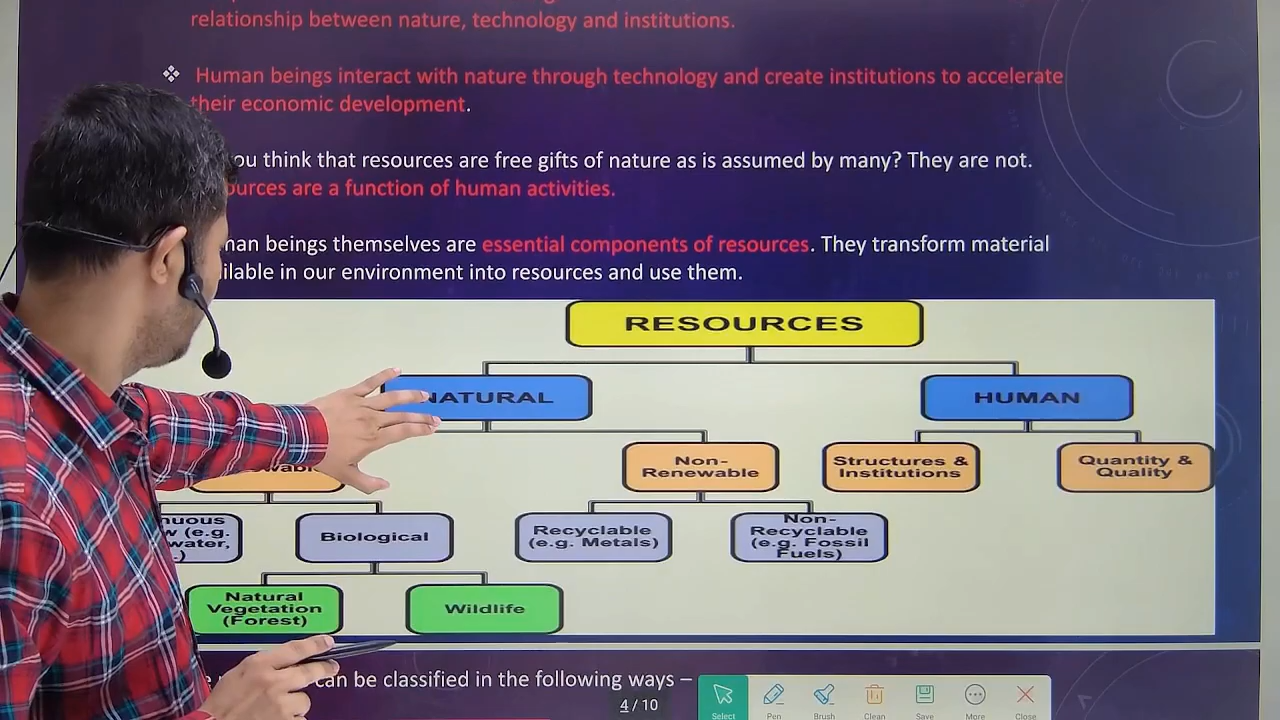 relationship between nature, technology and institutions.
❖ Human beings interact with nature through technology and create institutions to accelerate
their economic development.
you think that resources are free gifts of nature as is assumed by many? They are not.
are a function of human activities.
beings themselves are essential components of resources. They transform material
in our environment into resources and use them.
RESOURCES
NATURAL
HUMAN
Non-
Renewable
Structures &
Institutions
Quantity &
Quality
(e.g.
water,
Biological
Recyclable
(e.g. Metals)
Non-
Recyclable
(e.g. Fossil
Fuels)
Natural
Vegetation
(Forest)
Wildlife
can be classified in the following ways –
4 / 10
Select
Pen
Brush
Clean
Save
More
Close